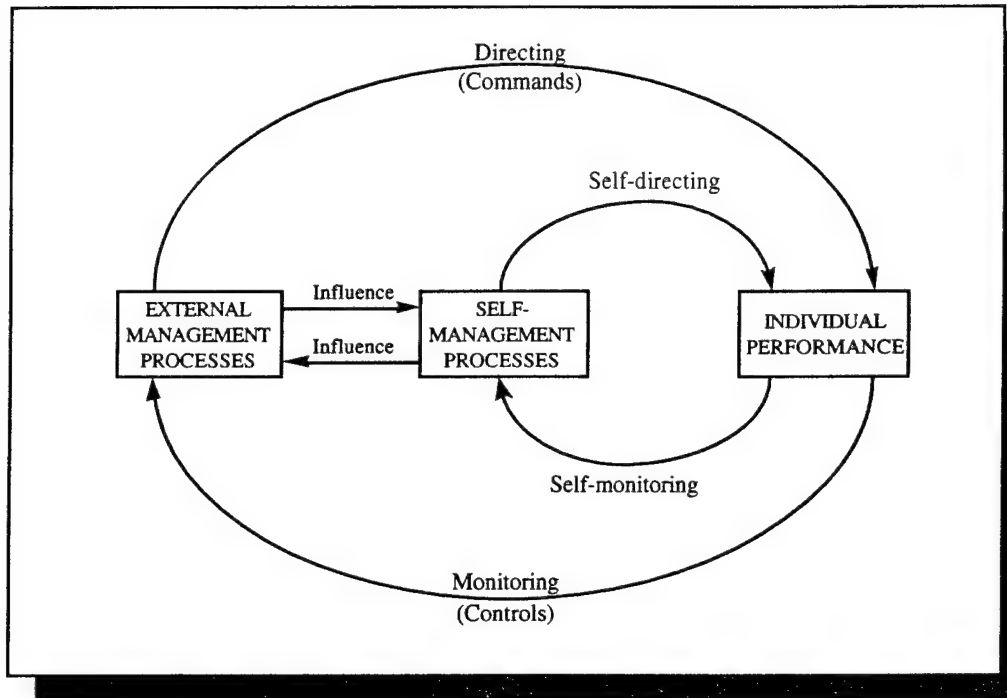 Directing
(Commands)
Self-directing
Influence
EXTERNAL
MANAGEMENT
PROCESSES
SELF-
MANAGEMENT
PROCESSES
INDIVIDUAL
PERFORMANCE
Influence
Self-monitoring
Monitoring
(Controls)